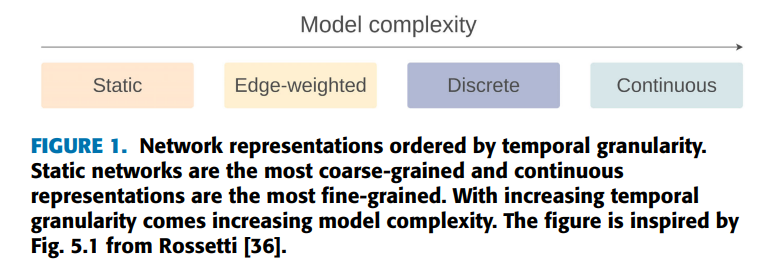 Model complexity
Static
Edge-weighted
Discrete
Continuous
FIGURE 1. Network representations ordered by temporal granularity.
Static networks are the most coarse-grained and continuous
representations are the most fine-grained. With increasing temporal
granularity comes increasing model complexity. The figure is inspired by
Fig. 5.1 from Rossetti [36].